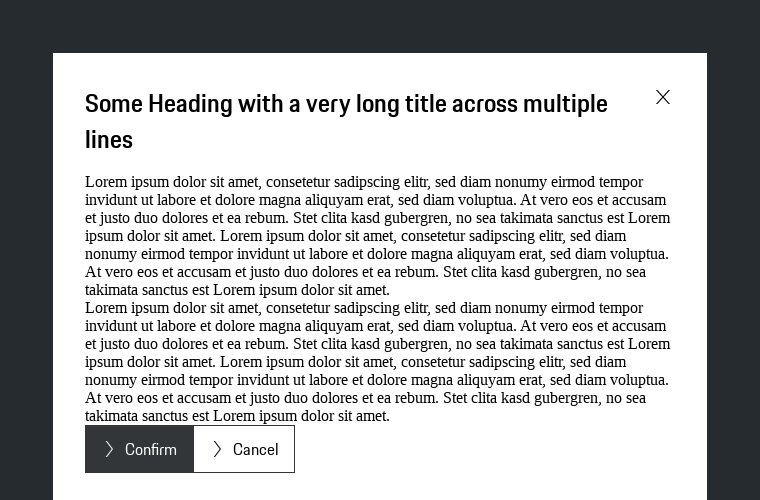 Some Heading with a very long title across multiple
lines
Lorem ipsum dolor sit amet, consetetur sadipscing elitr, sed diam nonumy eirmod tempor
invidunt ut labore et dolore magna aliquyam erat, sed diam voluptua. At vero eos et accusam
et justo duo dolores et ea rebum. Stet clita kasd gubergren, no sea takimata sanctus est Lorem
ipsum dolor sit amet. Lorem ipsum dolor sit amet, consetetur sadipscing elitr, sed diam
nonumy eirmod tempor invidunt ut labore et dolore magna aliquyam erat, sed diam voluptua.
At vero eos et accusam et justo duo dolores et ea rebum. Stet clita kasd gubergren, no sea
takimata sanctus est Lorem ipsum dolor sit amet.
Lorem ipsum dolor sit amet, consetetur sadipscing elitr, sed diam nonumy eirmod tempor
invidunt ut labore et dolore magna aliquyam erat, sed diam voluptua. At vero eos et accusam
et justo duo dolores et ea rebum. Stet clita kasd gubergren, no sea takimata sanctus est Lorem
ipsum dolor sit amet. Lorem ipsum dolor sit amet, consetetur sadipscing elitr, sed diam
nonumy eirmod tempor invidunt ut labore et dolore magna aliquyam erat, sed diam voluptua.
At vero eos et accusam et justo duo dolores et ea rebum. Stet clita kasd gubergren, no sea
takimata sanctus est Lorem ipsum dolor sit amet.
Confirm Cancel